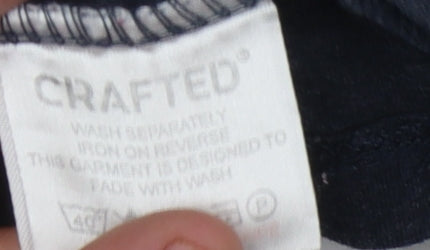 CRAFTED®
WASH SEPARATELY
IRON ON REVERSE
THIS GARMENT IS DESIGNED TO
FADE WITH WASH
40° P